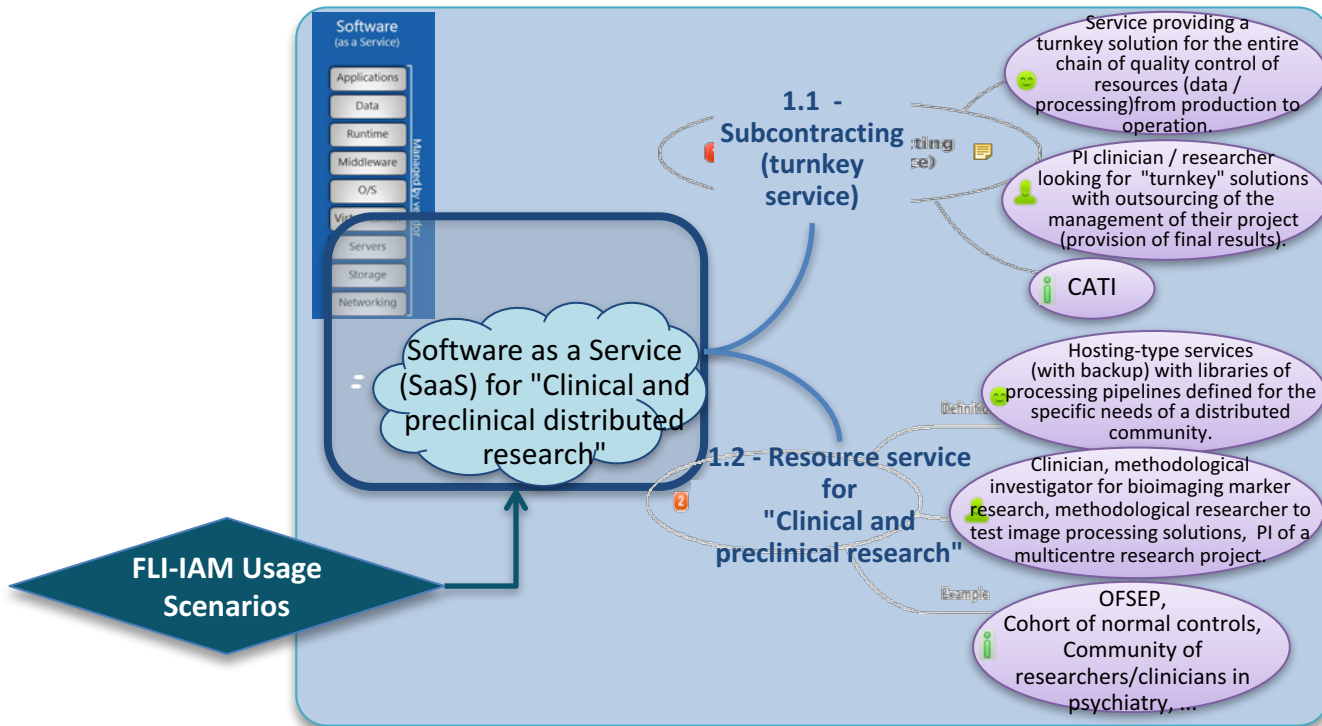 Software
(as a Service)
Applications
Data
Runtime
Middleware
O/S
Servers
Storage
Networking
Managed by
Software as a Service
(SaaS) for "Clinical and
preclinical distributed
research"
FLI-IAM Usage
Scenarios
1.1 -
Subcontracting
(turnkey
service)
Service providing a
turnkey solution for the entire
chain of quality control of
resources (data /
processing)from production to
operation.
PI clinician / researcher
looking for "turnkey" solutions
with outsourcing of the
management of their project
(provision of final results).
CATI
1.2 - Resource service
for
"Clinical and
preclinical research"
2
Hosting-type services
(with backup) with libraries of
processing pipelines defined for the
specific needs of a distributed
community.
Clinician, methodological
investigator for bioimaging marker
research, methodological researcher to
test image processing solutions, PI of a
multicentre research project.
Example
OFSEP,
Cohort of normal controls,
Community of
researchers/clinicians in
psychiatry, ...